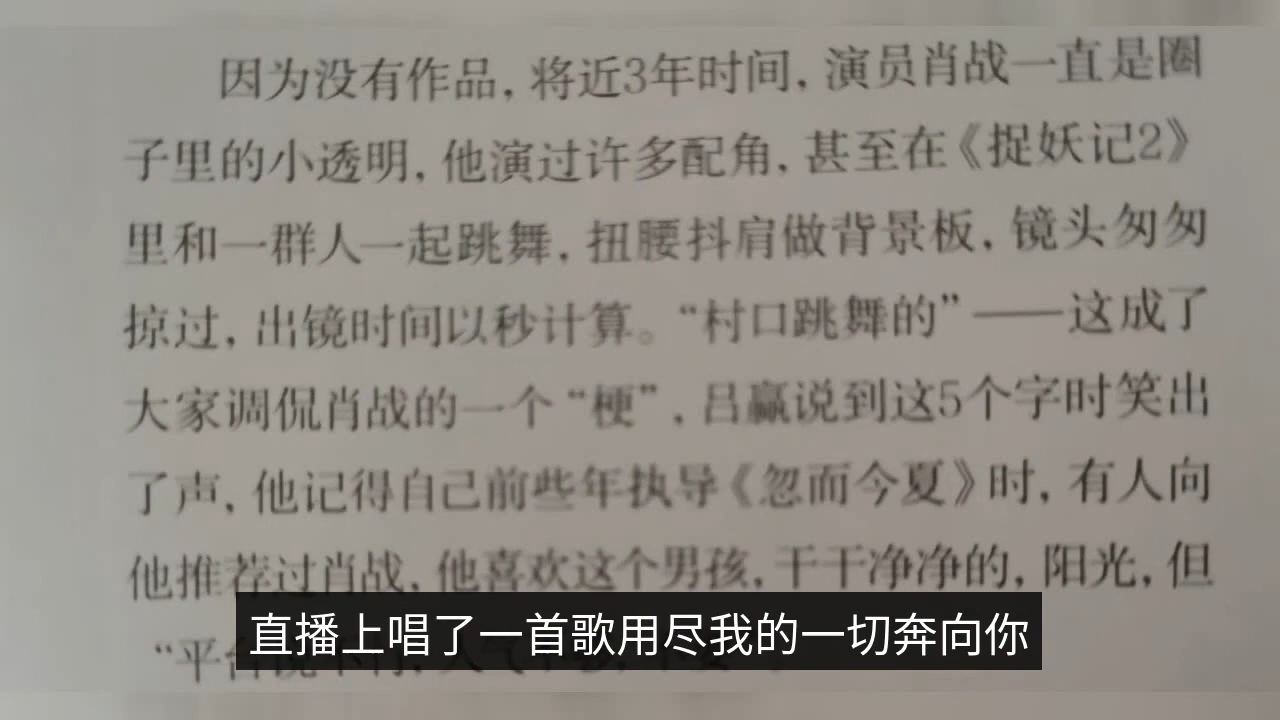 因为没有作品，将近3年时间，演员肖战一直是圈
子里的小透明，他演过许多配角，甚至在《捉妖记2》
里和一群人一起跳舞，扭腰抖肩做背景板，镜头匆匆
掠过，出镜时间以秒计算。“村口跳舞的”——这成了
大家调侃肖战的一个“梗”，吕赢说到这5个字时笑出
了声，他记得自己前些年执导《忽而今夏》时，有人向
他推荐过肖战，他喜欢这个男孩，干干净净的，阳光，但
“平台
直播上唱了一首歌用尽我的一切奔向你